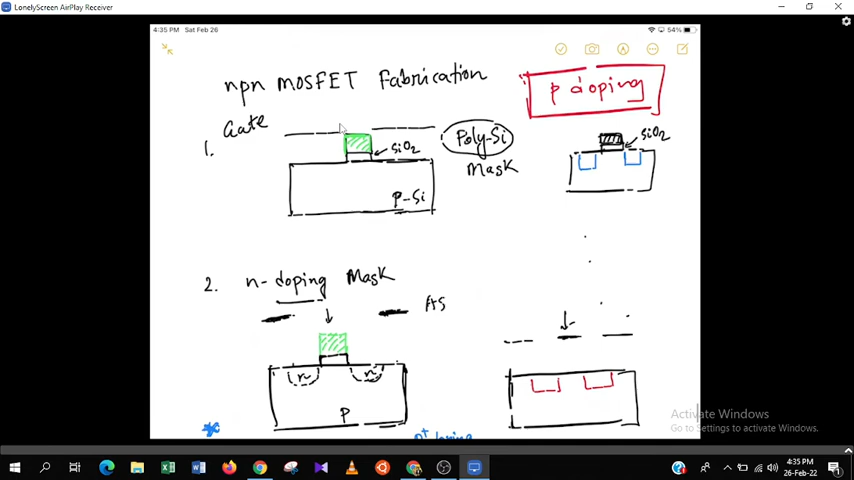 LonelyScreen AirPlay Receiver
4:35 PM Sat Feb 26
54%
npn MOSFET Fabrication
p doping
Gate
1.
SiO2
Poly-Si
Mask
SiO2
P-Si
2. n-doping Mask
AS
n
n
P
Activate Windows
Go to Settings to activate Windows.
4:35 PM
26-Feb-22